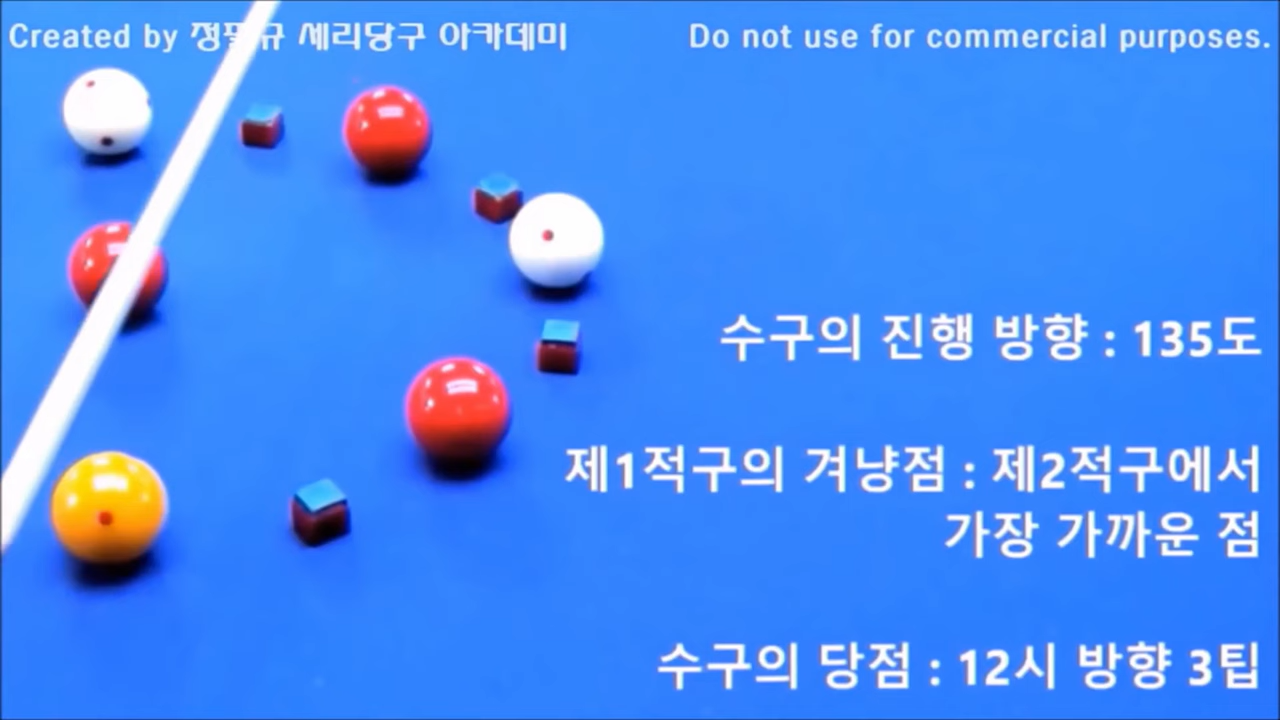 Created by 정필규 세리당구 아카데미
Do not use for commercial purposes.
수구의 진행 방향 : 135도
제1적구의 겨냥점 : 제2적구에서
가장 가까운 점
수구의 당점 : 12시 방향 3팁